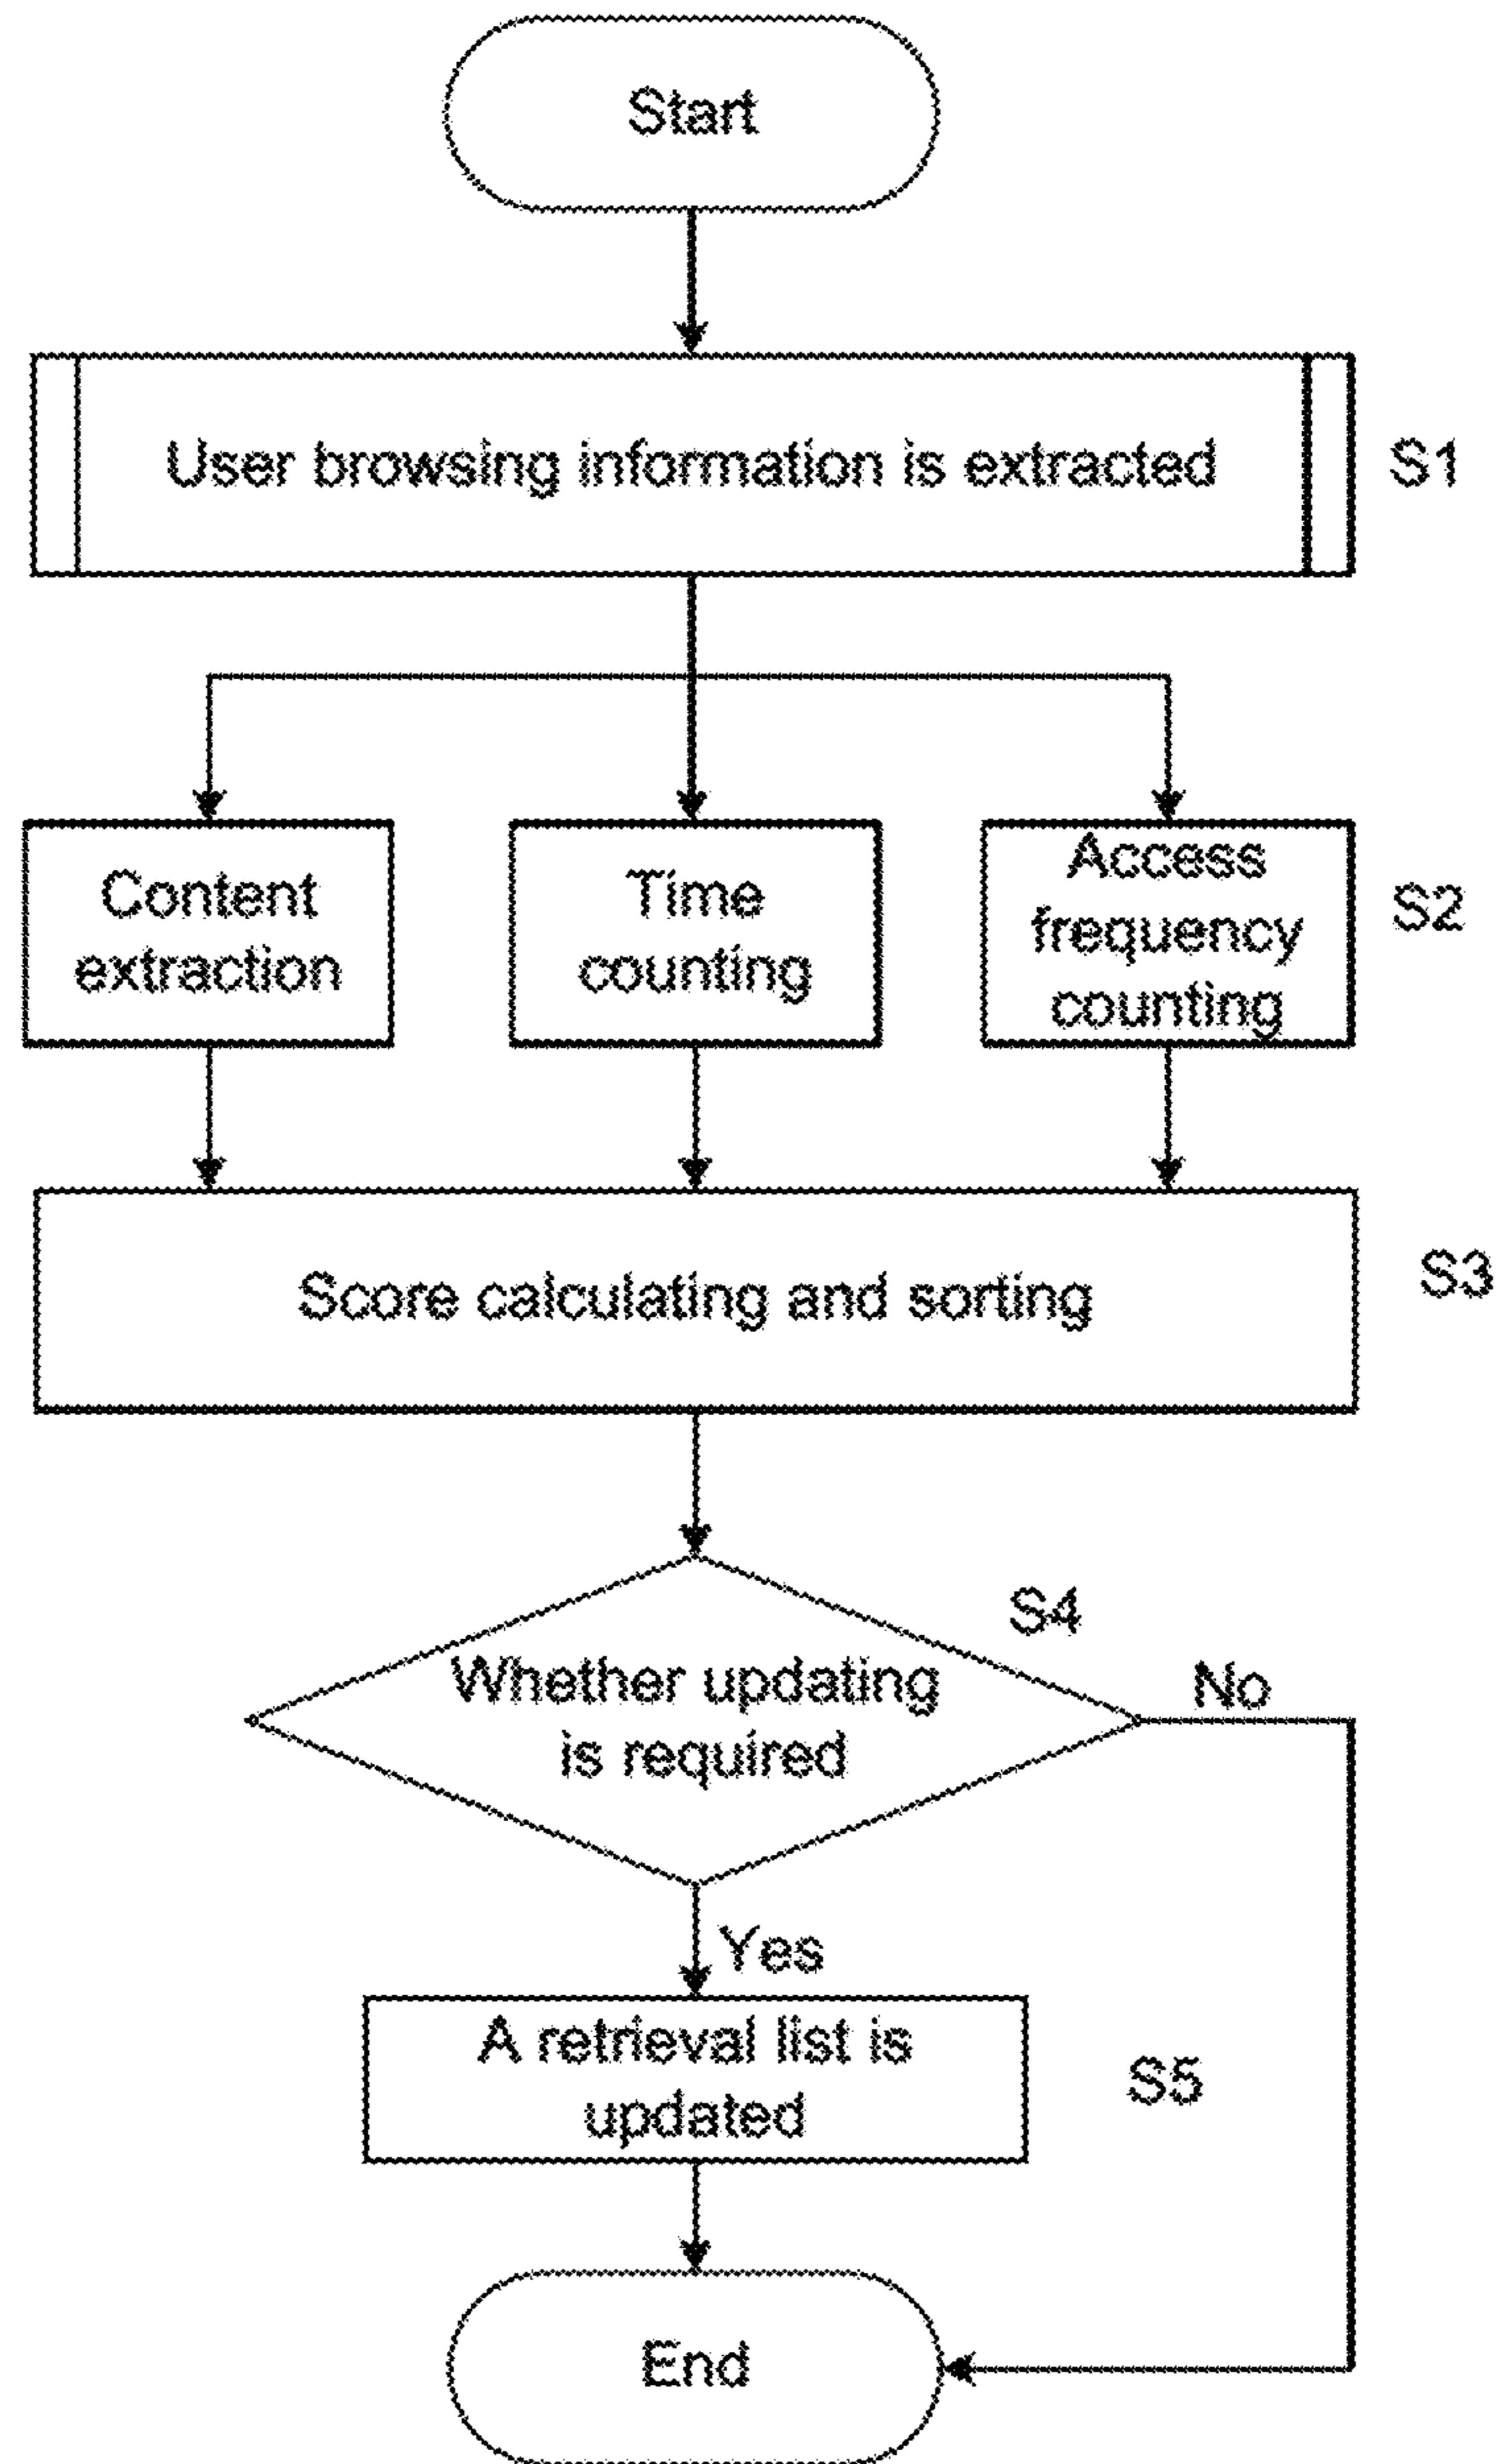 Start
User browsing information is extracted
S1
Content
extraction
Time
counting
Access
frequency
counting
S2
Score calculating and sorting
S3
S4
Whether updating
is required
No
Yes
A retrieval list is
updated
S5
End